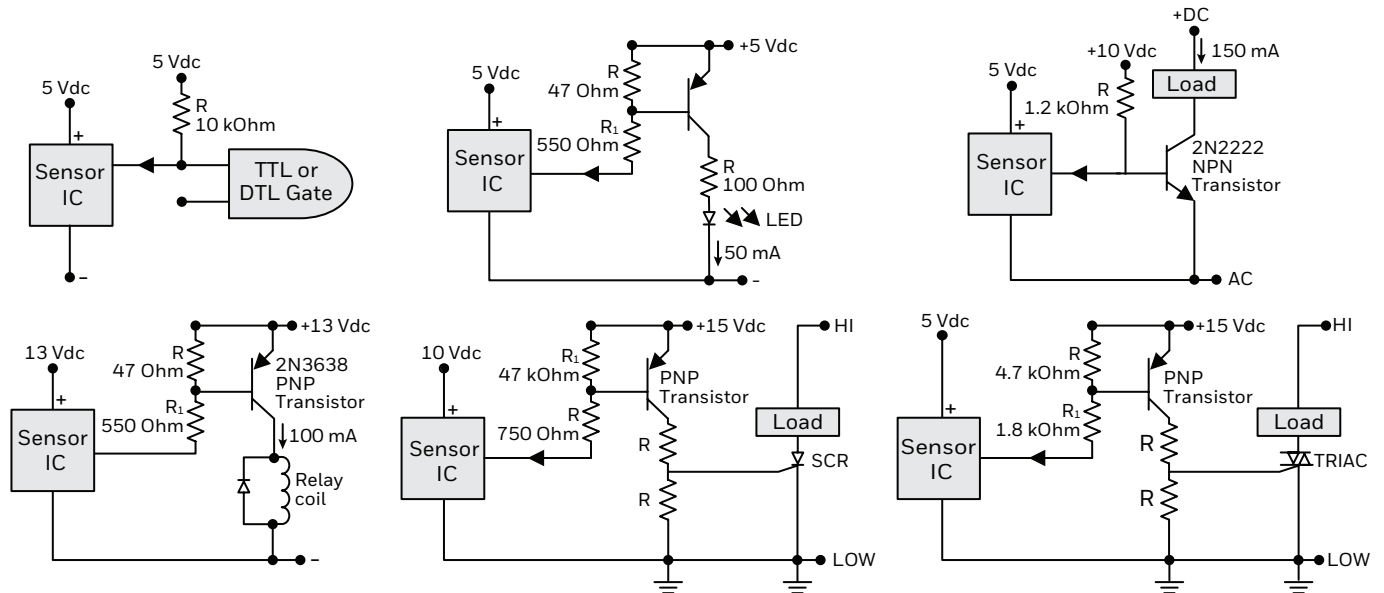 5 Vdc
5 Vdc
+
R
10 kOhm
Sensor
IC
TTL or
DTL Gate
-
+5 Vdc
5 Vdc
R
47 Ohm
+
R1
550 Ohm
Sensor
IC
R
100 Ohm
LED
50 mA
-
+DC
150 mA
+10 Vdc
5 Vdc
Load
R
1.2 kOhm
+
Sensor
IC
2N2222
NPN
Transistor
AC
+13 Vdc
13 Vdc
R
47 Ohm
2N3638
PNP
Transistor
+
R1
550 Ohm
Sensor
IC
100 mA
Relay
coil
-
+15 Vdc
HI
10 Vdc
R1
47 kOhm
PNP
Transistor
+
R
750 Ohm
Load
Sensor
IC
R
SCR
R
LOW
5 Vdc
+15 Vdc
HI
R
4.7 kOhm
PNP
Transistor
+
R1
1.8 kOhm
Load
Sensor
IC
R
TRIAC
R
LOW